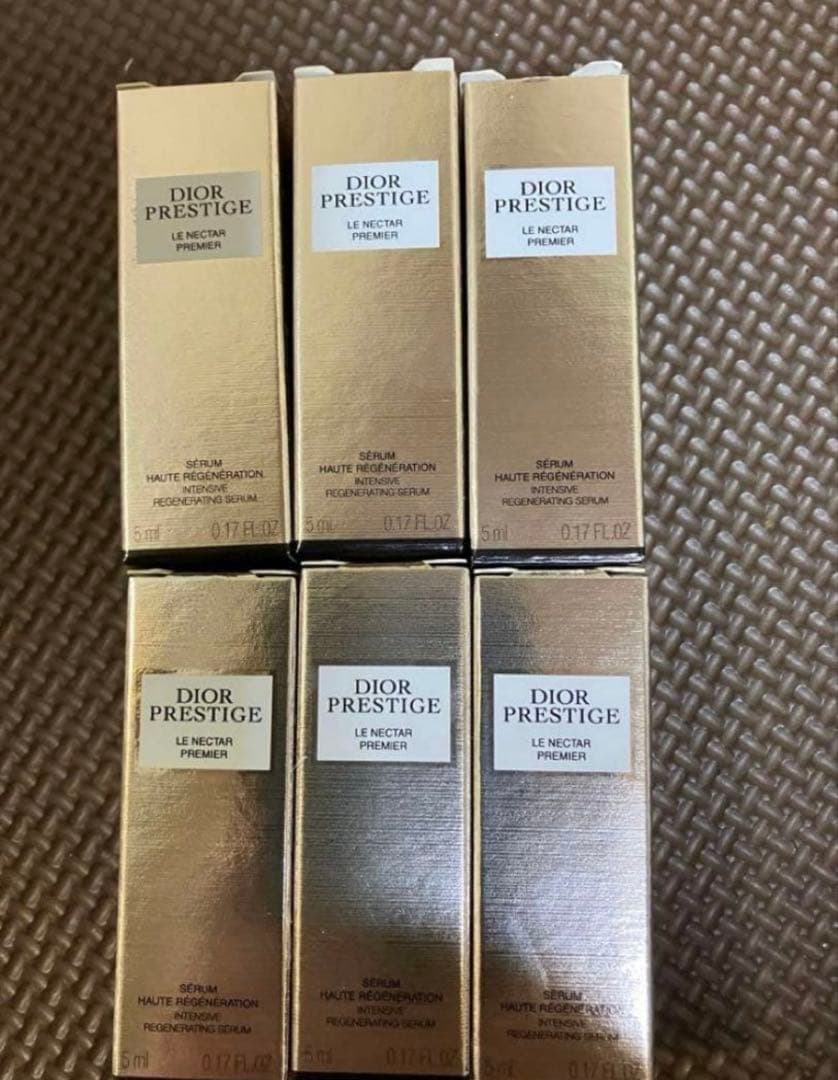 DIOR
PRESTIGE
LE NECTAR
PREMIER
SÉRUM
HAUTE RÉGÉNÉRATION
INTENSIVE
REGENERATING SERUM
5 ml 0.17 FL.OZ
DIOR
PRESTIGE
LE NECTAR
PREMIER
SÉRUM
HAUTE RÉGÉNÉRATION
INTENSIVE
REGENERATING SERUM
5 ml 0.17 FL.OZ
DIOR
PRESTIGE
LE NECTAR
PREMIER
SÉRUM
HAUTE RÉGÉNÉRATION
INTENSIVE
REGENERATING SERUM
5 ml 0.17 FL.OZ
DIOR
PRESTIGE
LE NECTAR
PREMIER
SÉRUM
HAUTE RÉGÉNÉRATION
INTENSIVE
REGENERATING SERUM
5 ml 0.17 FL.OZ
DIOR
PRESTIGE
LE NECTAR
PREMIER
SÉRUM
HAUTE RÉGÉNÉRATION
INTENSIVE
REGENERATING SERUM
5 ml 0.17 FL.OZ
DIOR
PRESTIGE
LE NECTAR
PREMIER
SÉRUM
HAUTE RÉGÉNÉRATION
INTENSIVE
REGENERATING SERUM
5 ml 0.17 FL.OZ